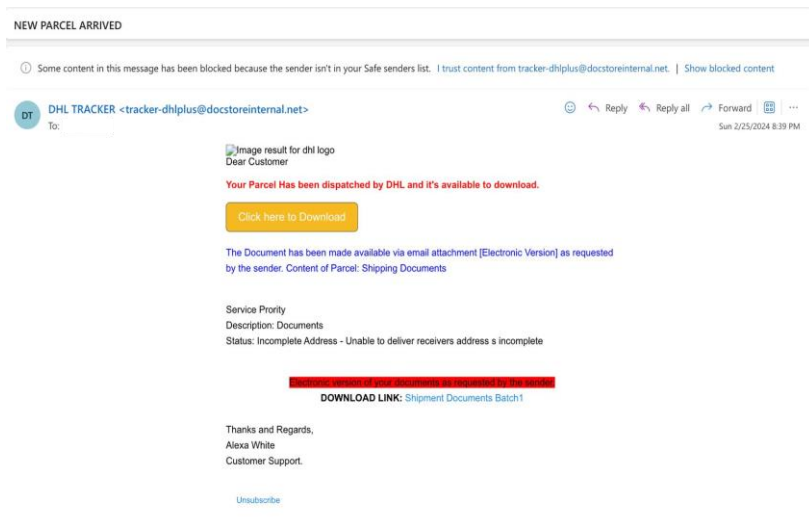 NEW PARCEL ARRIVED
Some content in this message has been blocked because the sender isn't in your Safe senders list. I trust content from tracker-dhlplus@docstoreinternal.net. | Show blocked content
DT
DHL TRACKER <tracker-dhlplus@docstoreinternal.net>
Reply Reply all Forward
To:
Sun 2/25/2024 8:39 PM
Image result for dhl logo
Dear Customer
Your Parcel Has been dispatched by DHL and it's available to download.
Click here to Download
The Document has been made available via email attachment [Electronic Version] as requested
by the sender. Content of Parcel: Shipping Documents
Service Prority
Description: Documents
Status: Incomplete Address - Unable to deliver receivers address s incomplete
Electronic version of your documents as requested by the sender.
DOWNLOAD LINK: Shipment Documents Batch1
Thanks and Regards,
Alexa White
Customer Support.
Unsubscribe